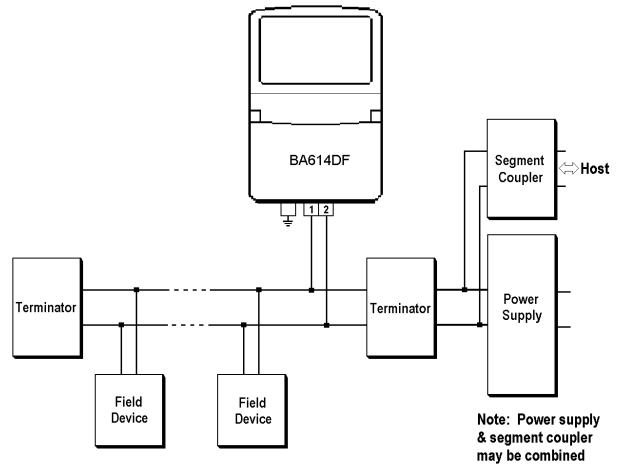 BA614DF
1 2
Segment
Coupler
Host
Terminator
Terminator
Power
Supply
Field
Device
Field
Device
Note: Power supply
& segment coupler
may be combined